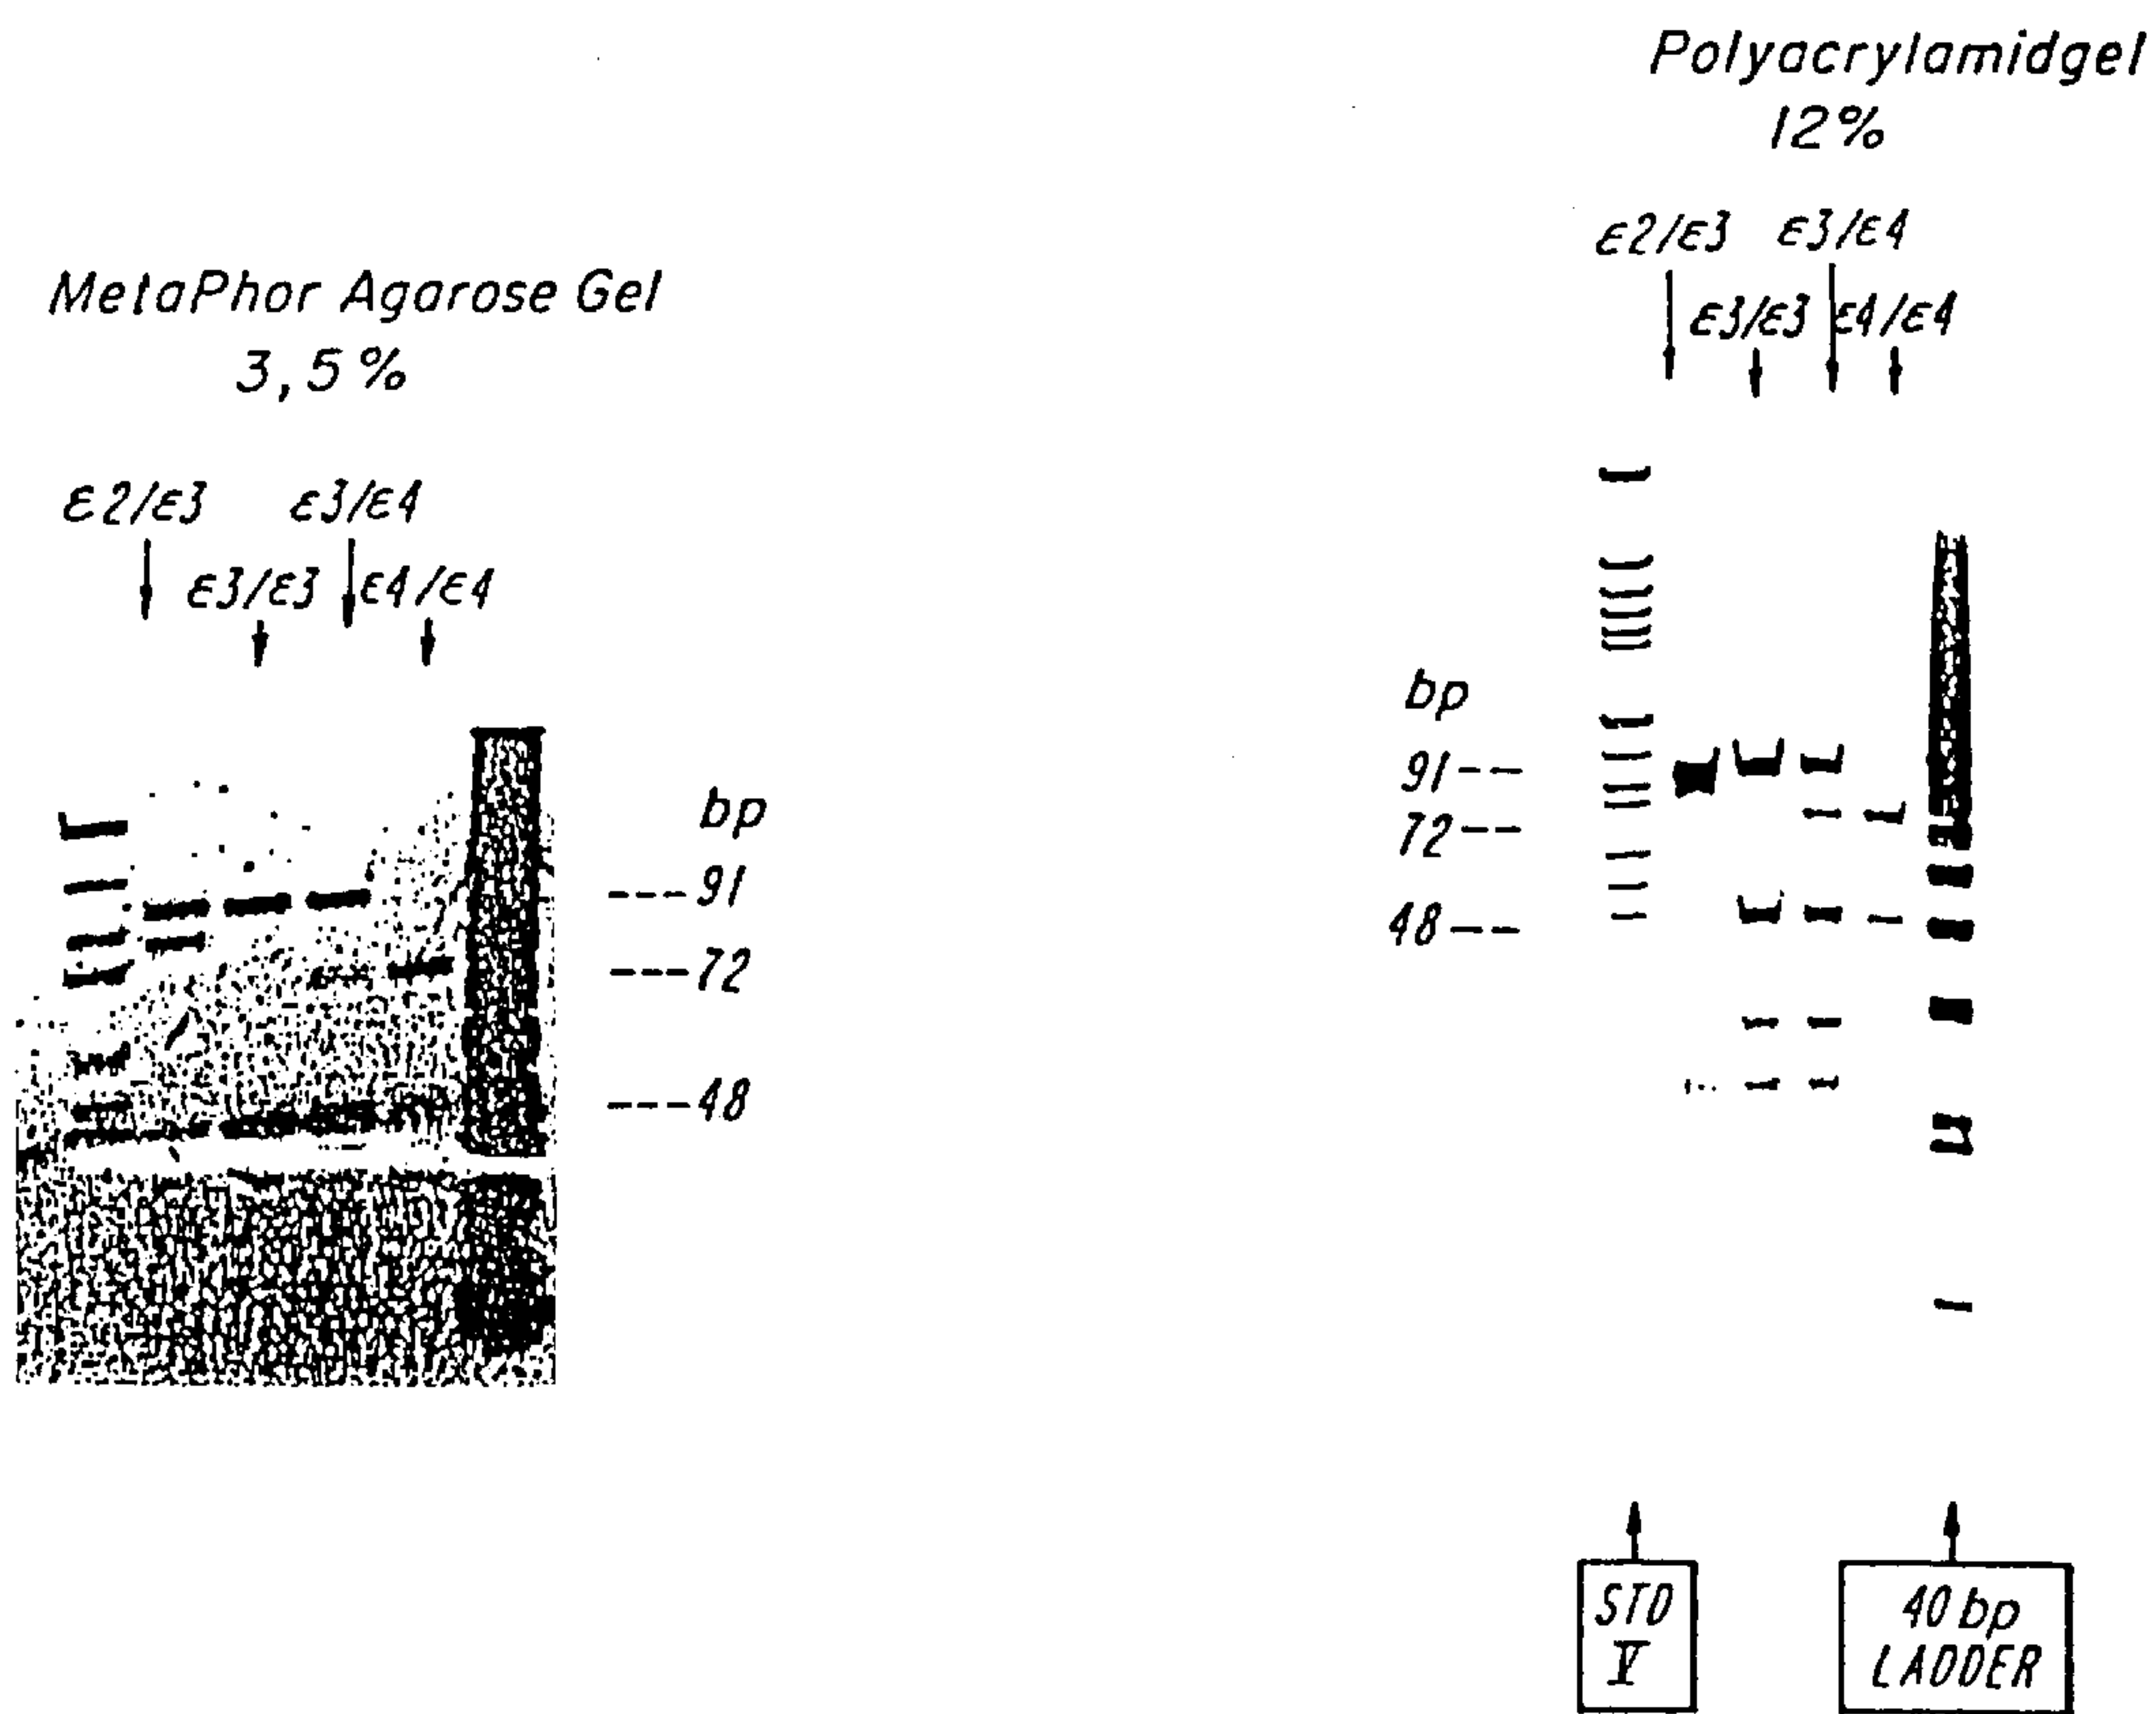 MetaPhor Agarose Gel
3,5%
ε2/ε3 ε3/ε4
ε3/ε3 ε4/ε4
bp
---91
---72
---48
Polyacrylamidgel
12%
ε2/ε3 ε3/ε4
ε3/ε3 ε4/ε4
bp
91--
72--
48--
STD
V
40 bp
LADDER